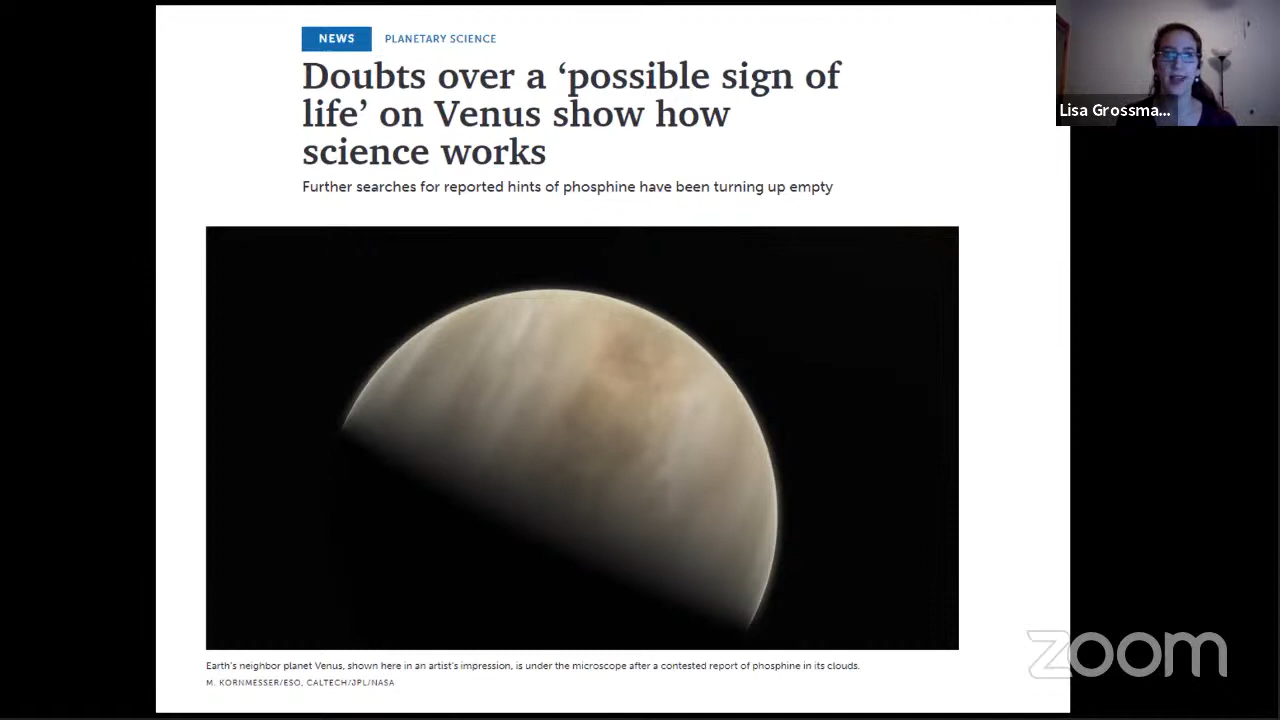 NEWS PLANETARY SCIENCE
Doubts over a ‘possible sign of
life’ on Venus show how
science works
Further searches for reported hints of phosphine have been turning up empty
Lisa Grossma...
Earth's neighbor planet Venus, shown here in an artist's impression, is under the microscope after a contested report of phosphine in its clouds.
M. KORNMESSER/ESO, CALTECH/JPL/NASA
zoom